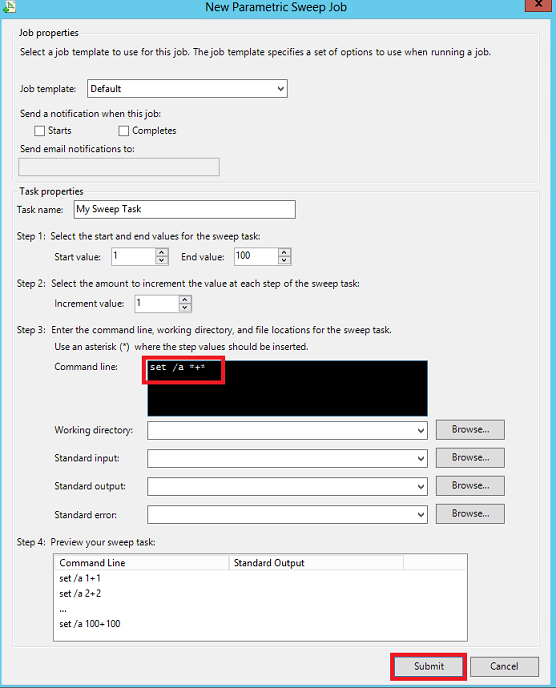 New Parametric Sweep Job
Job properties
Select a job template to use for this job. The job template specifies a set of options to use when running a job.
Job template: Default
Send a notification when this job:
Starts Completes
Send email notifications to:
Task properties
Task name: My Sweep Task
Step 1: Select the start and end values for the sweep task:
Start value: 1 End value: 100
Step 2: Select the amount to increment the value at each step of the sweep task:
Increment value: 1
Step 3: Enter the command line, working directory, and file locations for the sweep task.
Use an asterisk (*) where the step values should be inserted.
Command line: set /a *+*
Working directory: Browse...
Standard input: Browse...
Standard output: Browse...
Standard error: Browse...
Step 4: Preview your sweep task:
Command Line Standard Output
set /a 1+1
set /a 2+2
...
set /a 100+100
Submit Cancel